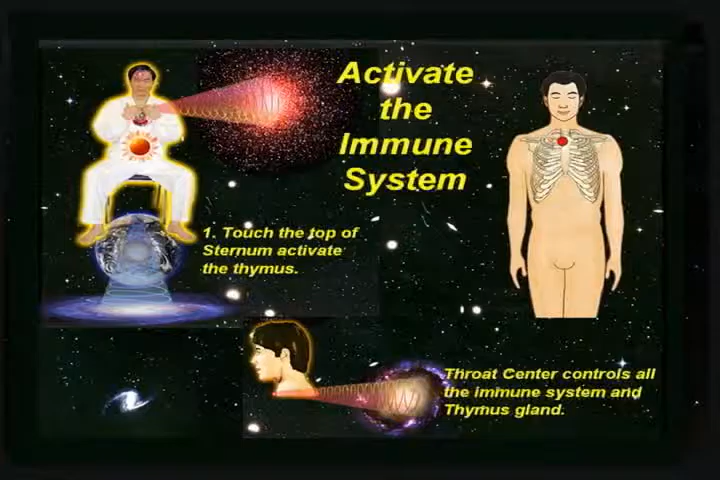 Activate
the
Immune
System
1. Touch the top of
Sternum activate
the thymus.
Throat Center controls all
the immune system and
Thymus gland.